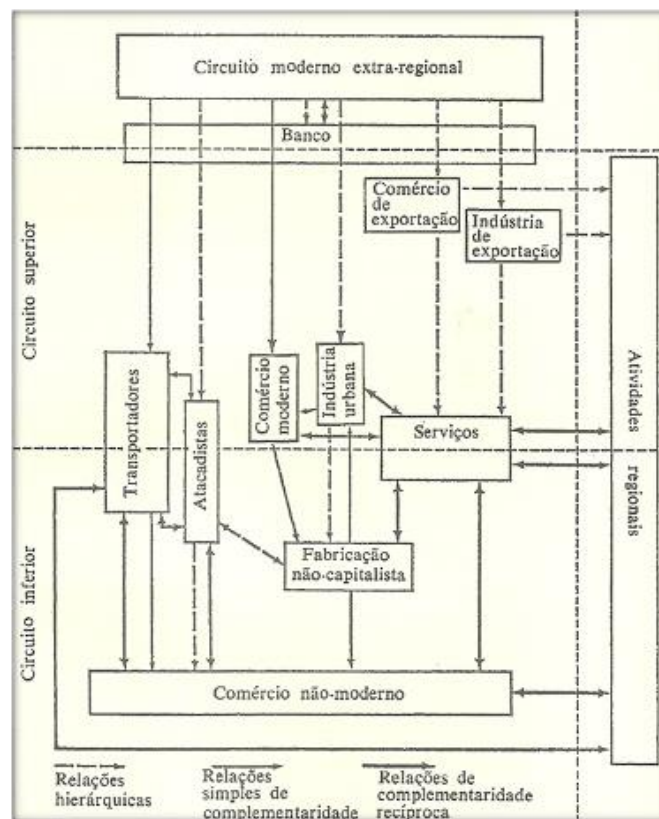 Circuito moderno extra-regional
Banco
Comércio
de
exportação
Indústria
de
exportação
Circuito superior
Transportadores
Atacadistas
Comércio
moderno
Indústria
urbana
Serviços
Atividades
regionais
Circuito inferior
Fabricação
não-capitalista
Comércio não-moderno
Relações
hierárquicas
Relações
simples de
complementaridade
Relações de
complementaridade
recíproca